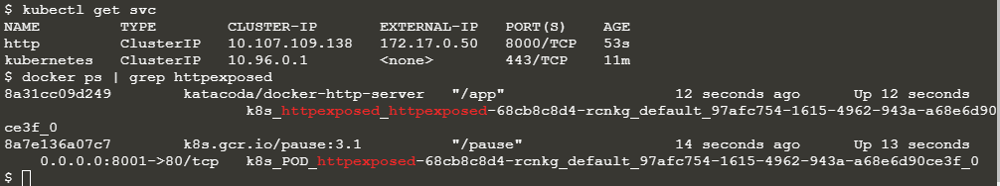 $ kubectl get svc
NAME TYPE CLUSTER-IP EXTERNAL-IP PORT(S) AGE
http ClusterIP 10.107.109.138 172.17.0.50 8000/TCP 53s
kubernetes ClusterIP 10.96.0.1 <none> 443/TCP 11m
$ docker ps | grep httpexposed
8a31cc09d249 katacoda/docker-http-server "/app" 12 seconds ago Up 12 seconds
k8s_httpexposed_httpexposed-68cb8c8d4-rcnkg_default_97afc754-1615-4962-943a-a68e6d90
ce3f_0
8a7e136a07c7 k8s.gcr.io/pause:3.1 "/pause" 14 seconds ago Up 13 seconds
0.0.0.0:8001->80/tcp k8s_POD_httpexposed-68cb8c8d4-rcnkg_default_97afc754-1615-4962-943a-a68e6d90ce3f_0
$